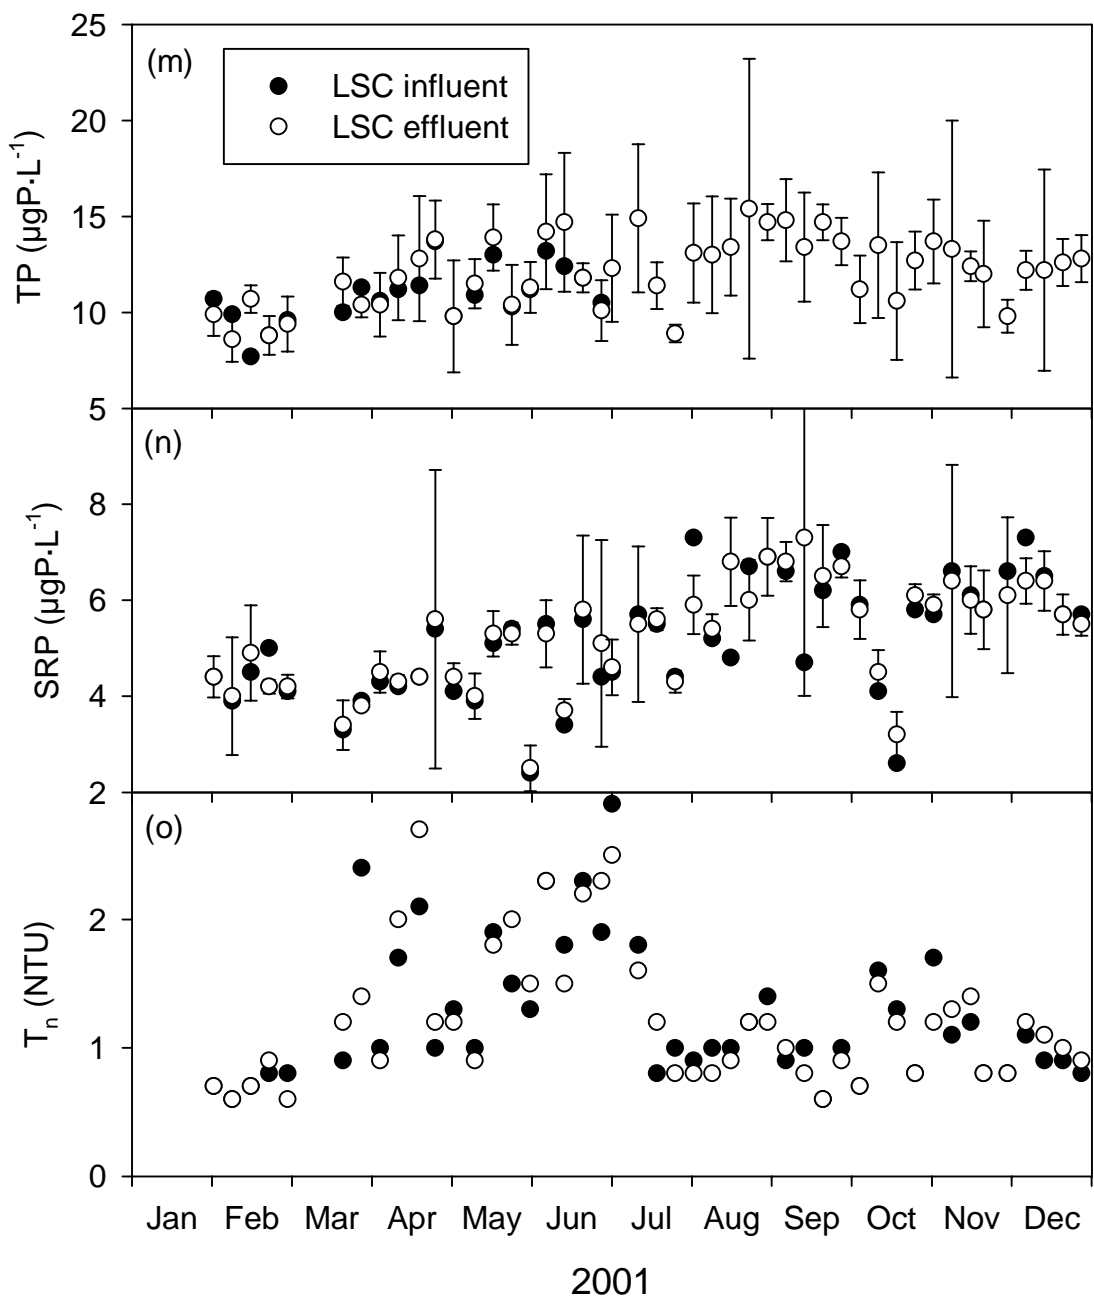 25
(m)
LSC influent
LSC effluent
20
15
10
5
TP (µgP·L⁻¹)
(n)
8
6
4
2
SRP (µgP·L⁻¹)
(o)
2
1
0
Tₙ (NTU)
Jan Feb Mar Apr May Jun Jul Aug Sep Oct Nov Dec
2001